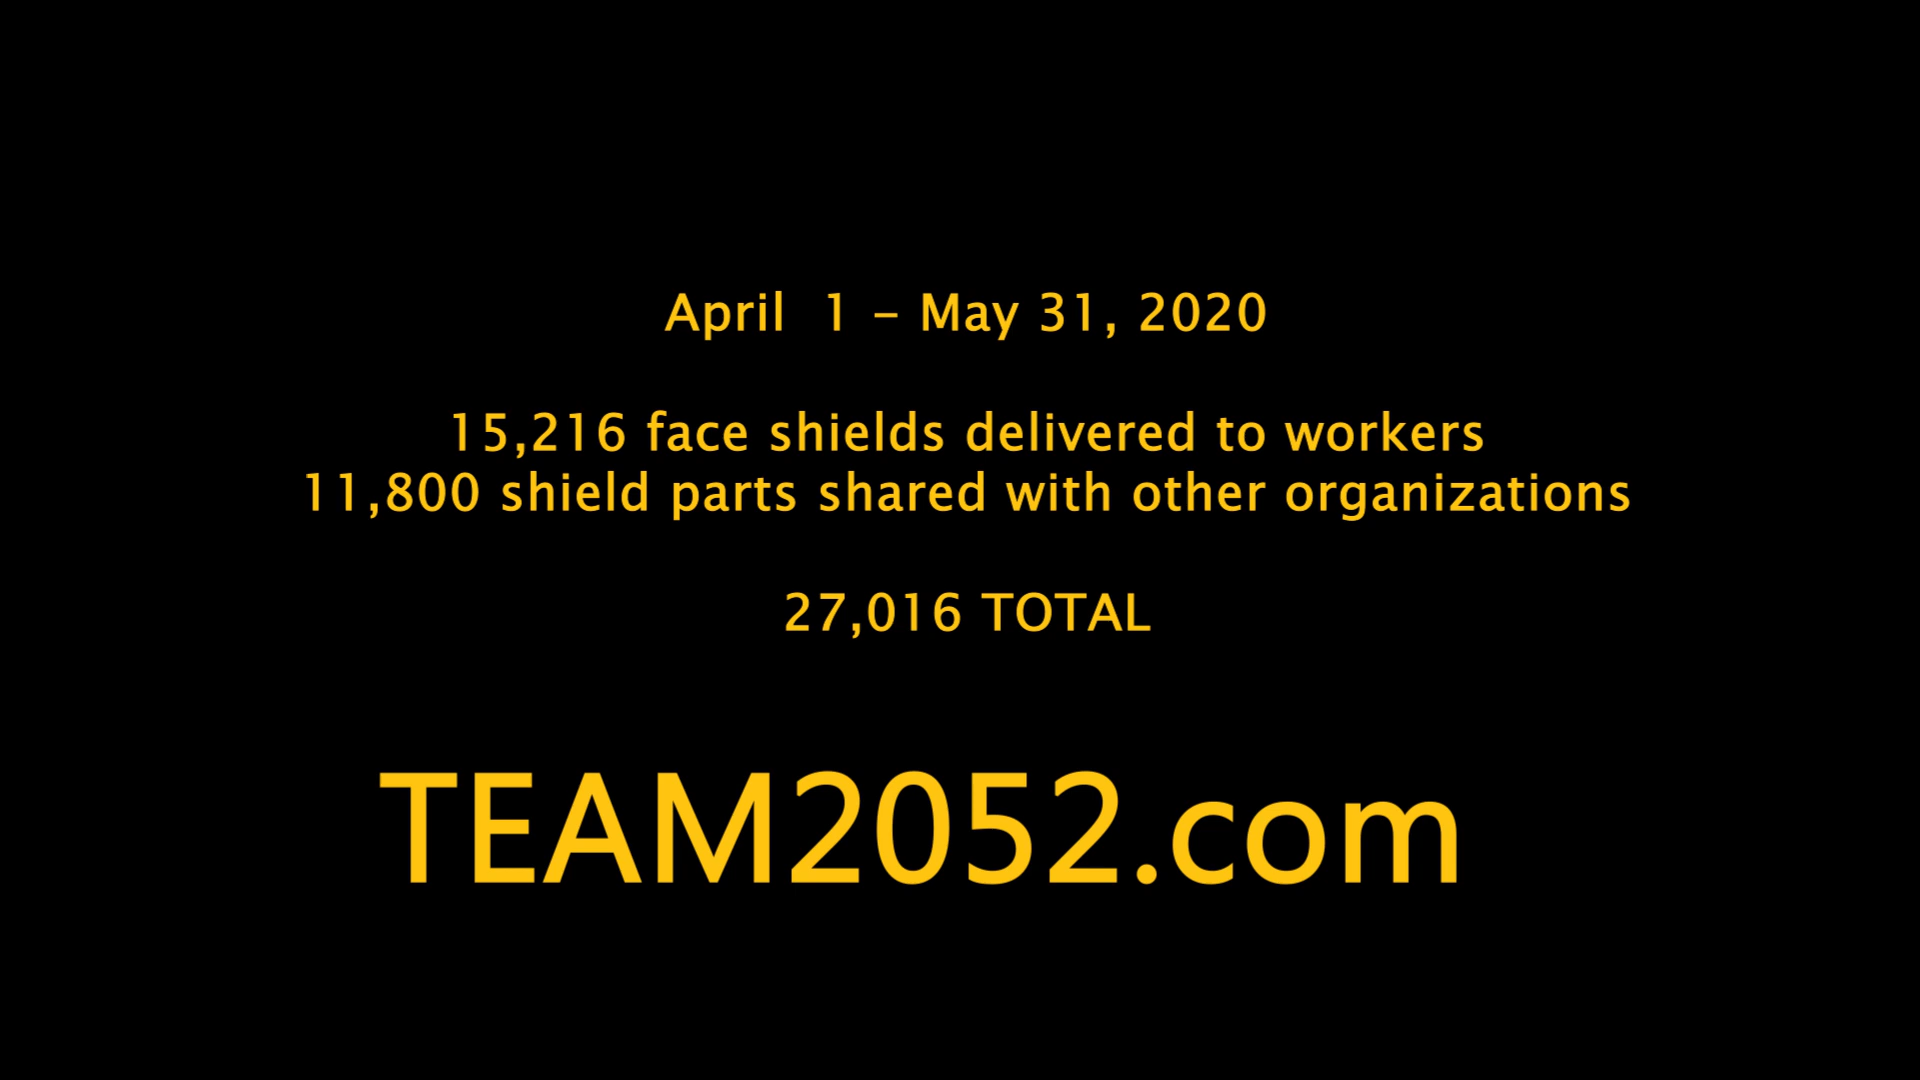 April  1 – May 31, 2020
15,216 face shields delivered to workers
11,800 shield parts shared with other organizations
27,016 TOTAL
TEAM2052.com